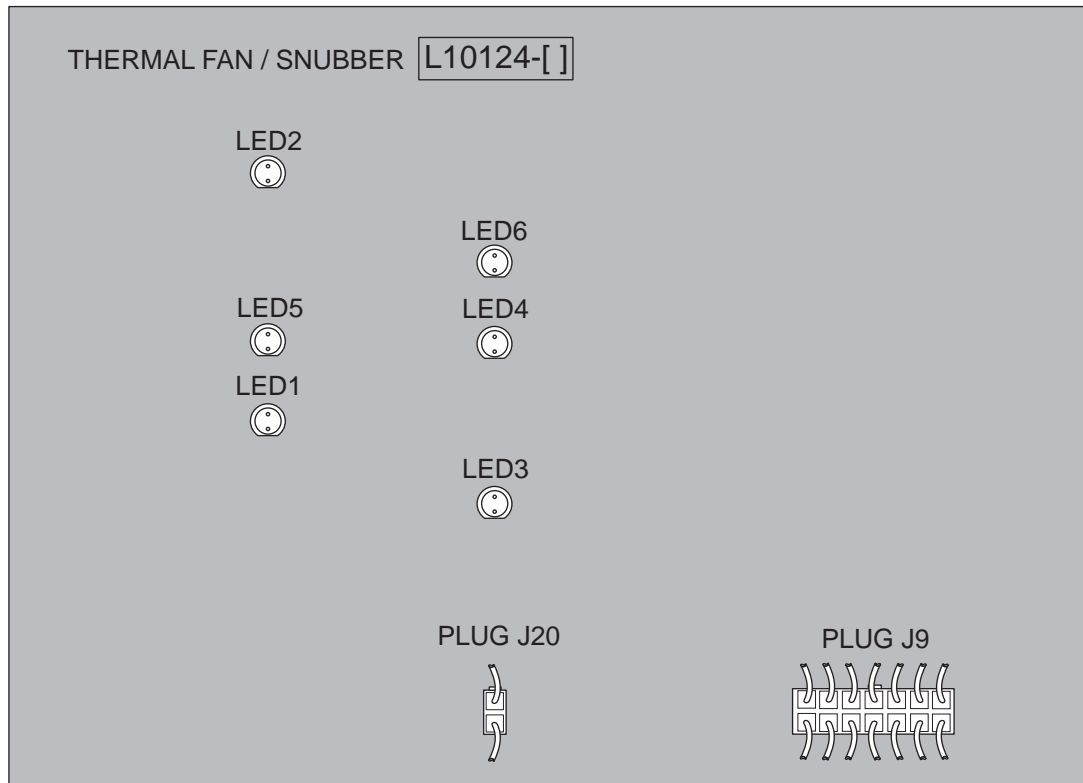 THERMAL FAN / SNUBBER L10124-[ ]
LED2
LED6
LED5
LED4
LED1
LED3
PLUG J20
PLUG J9